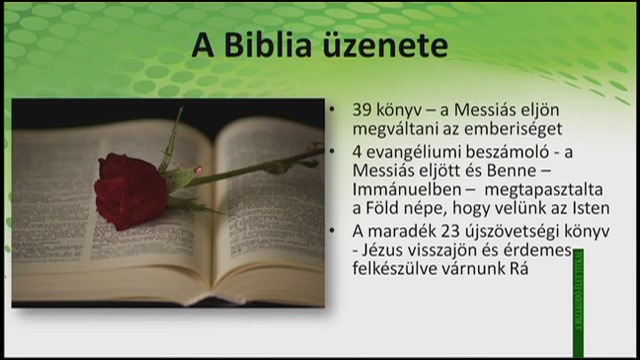 A Biblia üzenete
• 39 könyv – a Messiás eljön
megváltani az emberiséget
• 4 evangéliumi beszámoló - a
Messiás eljött és Benne –
Immánuelben – megtapasztalta
a Föld népe, hogy velünk az Isten
• A maradék 23 újszövetségi könyv
- Jézus visszajön és érdemes
felkészülve várnunk Rá